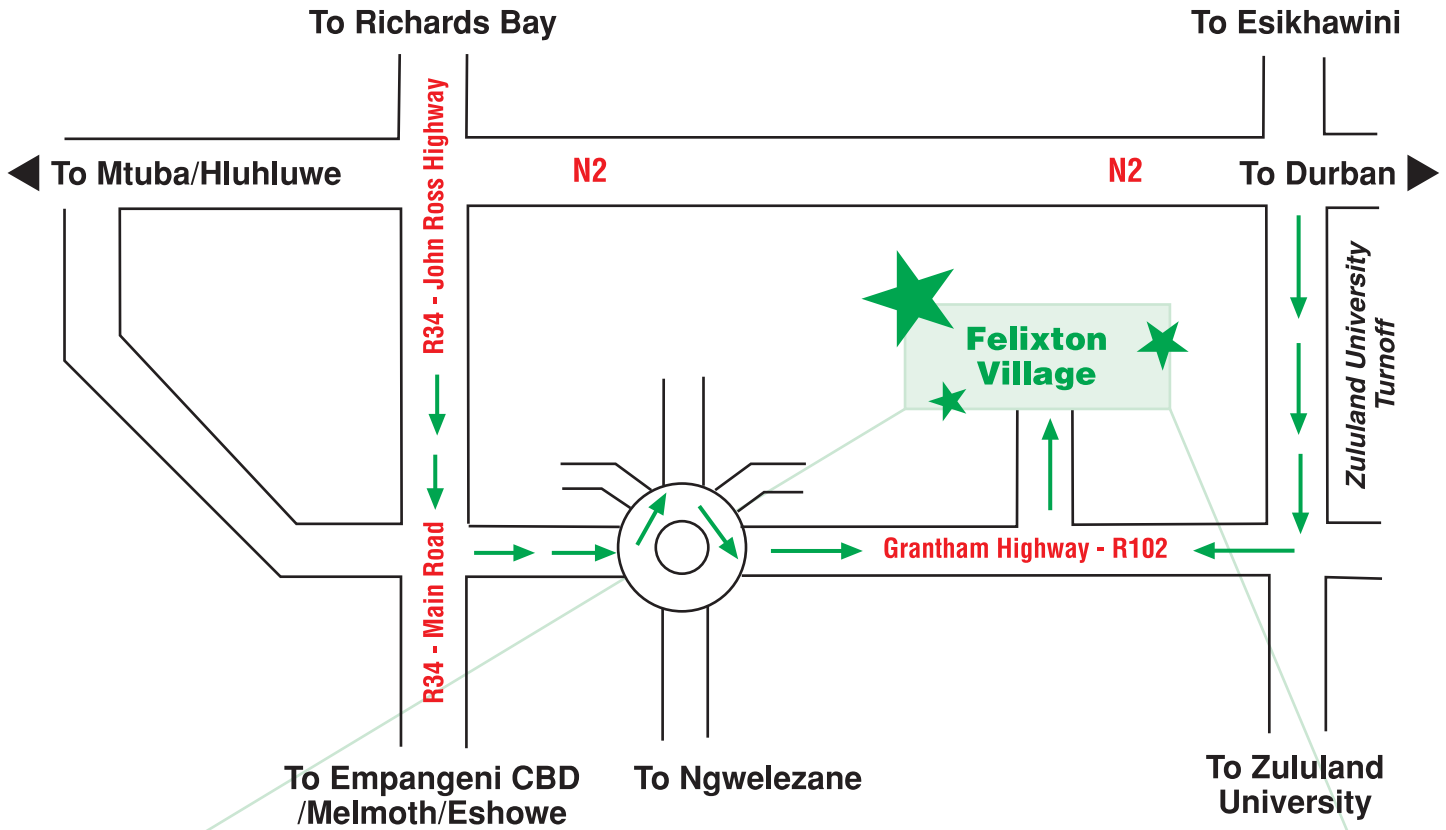 To Richards Bay
To Esikhawini
To Mtuba/Hluhluwe
N2
N2
To Durban
R34 - John Ross Highway
Zululand University
Turnoff
Felixton
Village
Grantham Highway - R102
R34 - Main Road
To Empangeni CBD
/Melmoth/Eshowe
To Ngwelezane
To Zululand
University